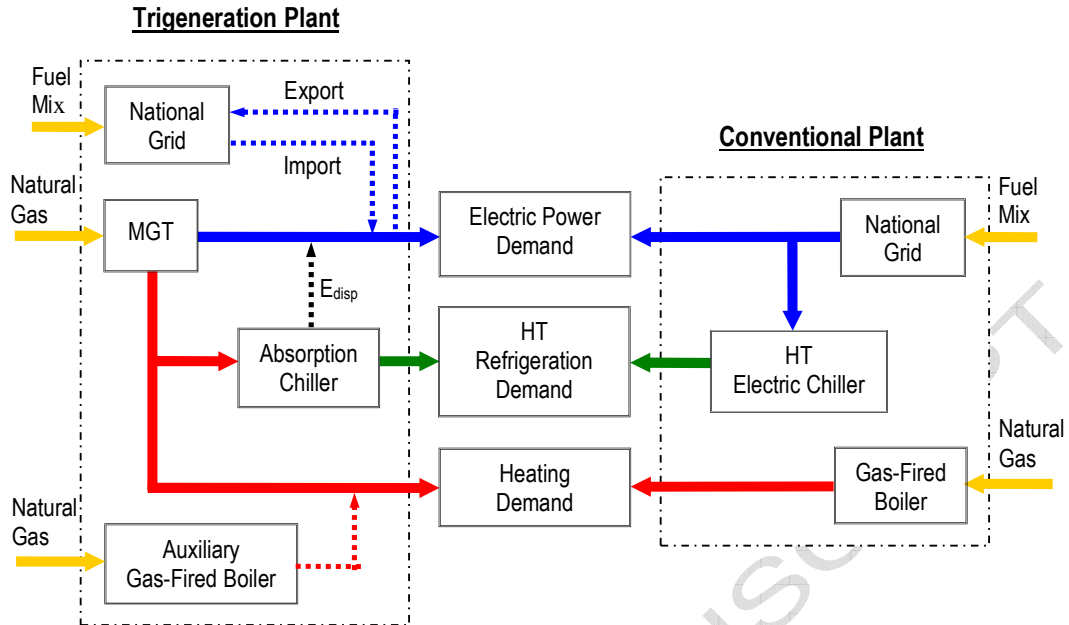 Trigeneration Plant
Fuel
Mix
National
Grid
Export
Import
Natural
Gas
MGT
E_disp
Absorption
Chiller
Natural
Gas
Auxiliary
Gas-Fired Boiler
Electric Power
Demand
HT
Refrigeration
Demand
Heating
Demand
Conventional Plant
Fuel
Mix
National
Grid
HT
Electric Chiller
Natural
Gas
Gas-Fired
Boiler